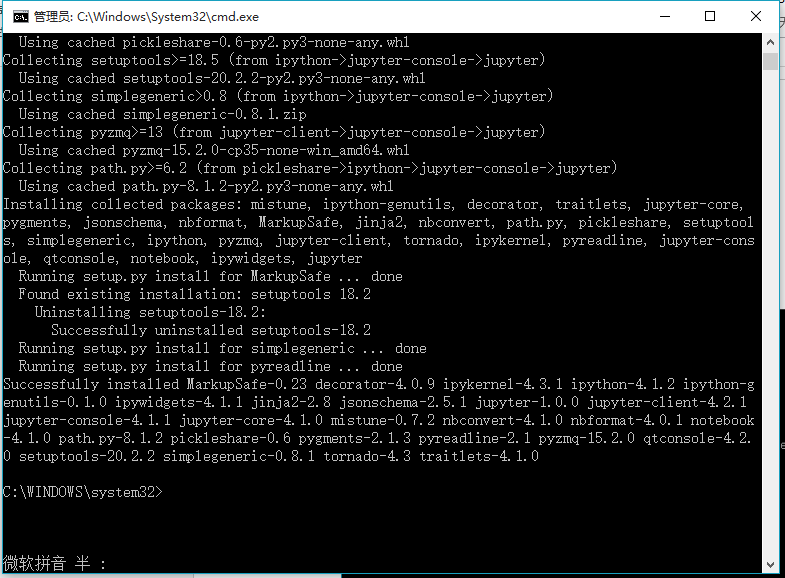 管理员: C:\Windows\System32\cmd.exe
Using cached pickleshare-0.6-py2.py3-none-any.whl
Collecting setuptools>=18.5 (from ipython->jupyter-console->jupyter)
Using cached setuptools-20.2.2-py2.py3-none-any.whl
Collecting simplegeneric>0.8 (from ipython->jupyter-console->jupyter)
Using cached simplegeneric-0.8.1.zip
Collecting pyzmq>=13 (from jupyter-client->jupyter-console->jupyter)
Using cached pyzmq-15.2.0-cp35-none-win_amd64.whl
Collecting path.py>=6.2 (from pickleshare->ipython->jupyter-console->jupyter)
Using cached path.py-8.1.2-py2.py3-none-any.whl
Installing collected packages: mistune, ipython-genutils, decorator, traitlets, jupyter-core,
pygments, jsonschema, nbformat, MarkupSafe, jinja2, nbconvert, path.py, pickleshare, setuptool
s, simplegeneric, ipython, pyzmq, jupyter-client, tornado, ipykernel, pyreadline, jupyter-cons
ole, qtconsole, notebook, ipywidgets, jupyter
Running setup.py install for MarkupSafe ... done
Found existing installation: setuptools 18.2
Uninstalling setuptools-18.2:
Successfully uninstalled setuptools-18.2
Running setup.py install for simplegeneric ... done
Running setup.py install for pyreadline ... done
Successfully installed MarkupSafe-0.23 decorator-4.0.9 ipykernel-4.3.1 ipython-4.1.2 ipython-g
enutils-0.1.0 ipywidgets-4.1.1 jinja2-2.8 jsonschema-2.5.1 jupyter-1.0.0 jupyter-client-4.2.1
jupyter-console-4.1.1 jupyter-core-4.1.0 mistune-0.7.2 nbconvert-4.1.0 nbformat-4.0.1 notebook
-4.1.0 path.py-8.1.2 pickleshare-0.6 pygments-2.1.3 pyreadline-2.1 pyzmq-15.2.0 qtconsole-4.2.
0 setuptools-20.2.2 simplegeneric-0.8.1 tornado-4.3 traitlets-4.1.0
C:\WINDOWS\system32>
微软拼音 半 :